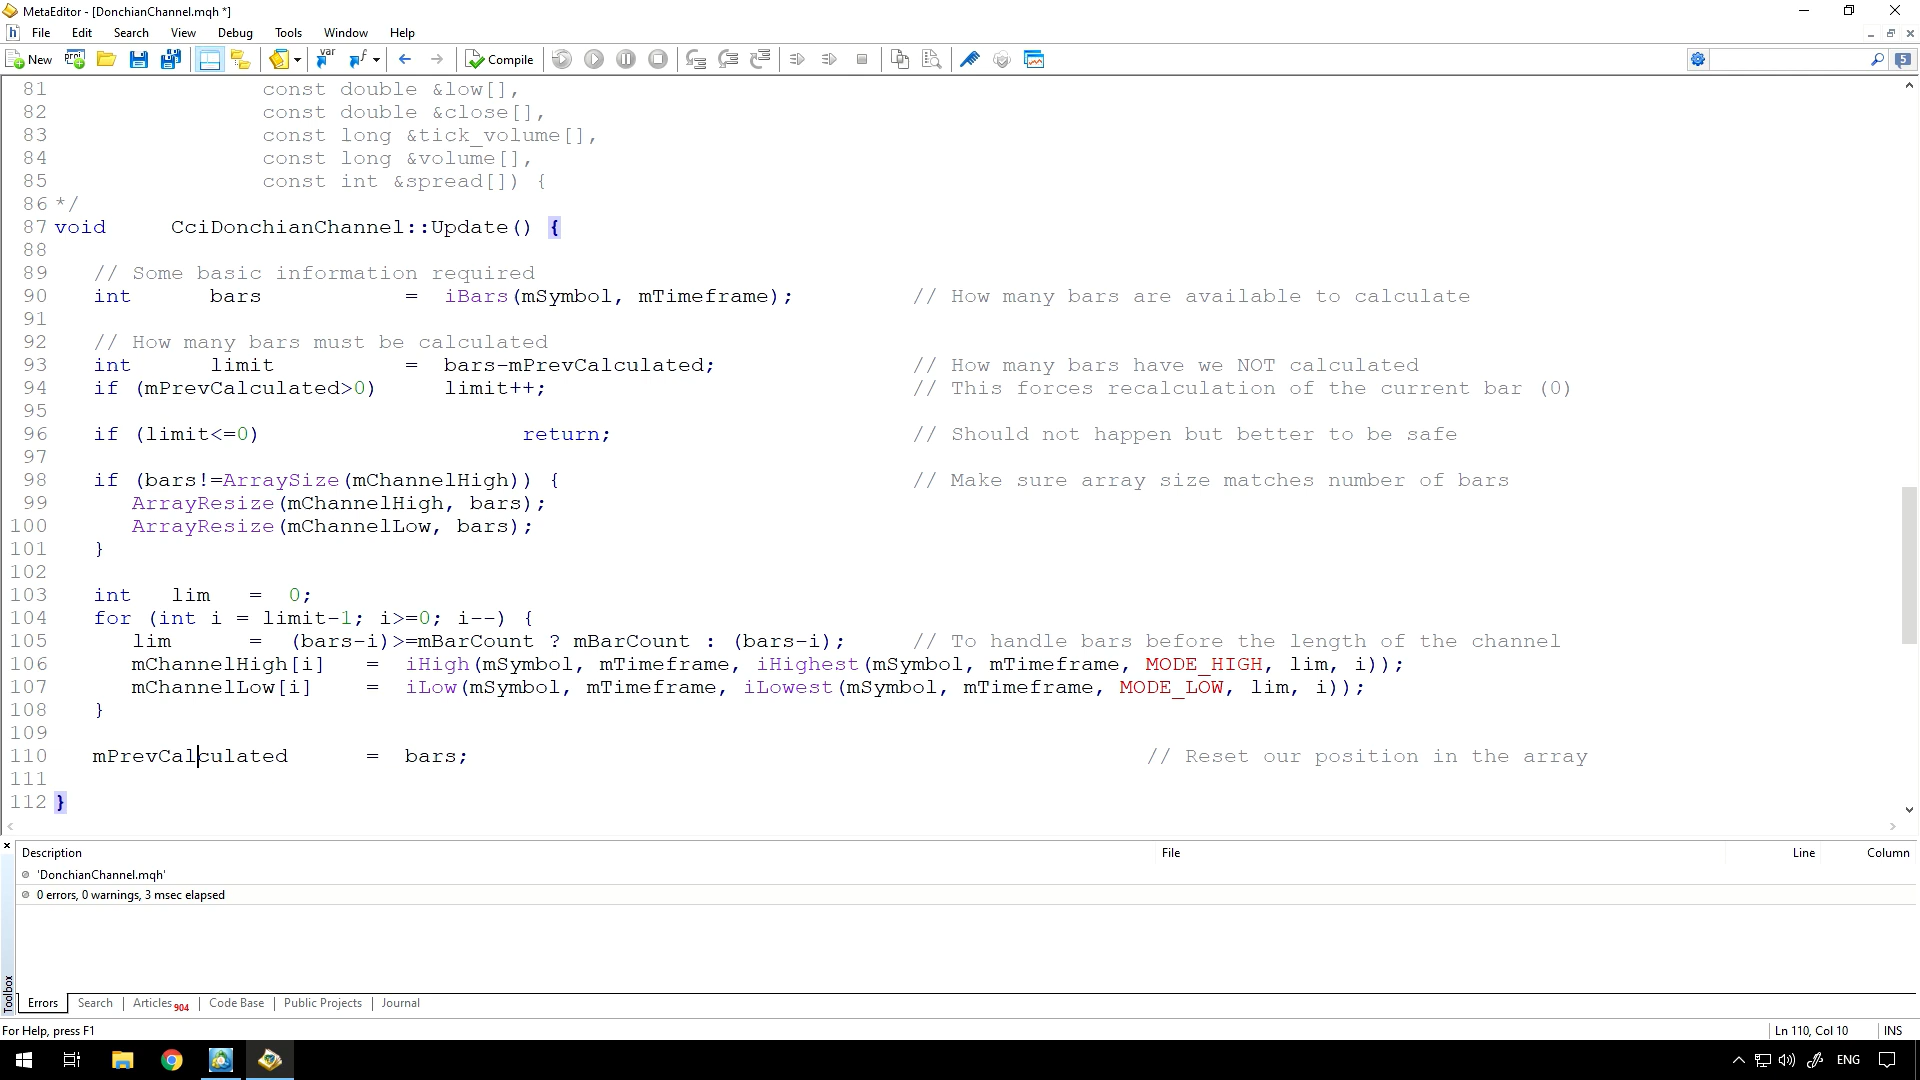 MetaEditor - [DonchianChannel.mqh *]
File Edit Search View Debug Tools Window Help
New Compile 5
81 const double &low[],
82 const double &close[],
83 const long &tick_volume[],
84 const long &volume[],
85 const int &spread[]) {
86 */
87 void CciDonchianChannel::Update() {
88
89 // Some basic information required
90 int bars = iBars(mSymbol, mTimeframe); // How many bars are available to calculate
91
92 // How many bars must be calculated
93 int limit = bars-mPrevCalculated; // How many bars have we NOT calculated
94 if (mPrevCalculated>0) limit++; // This forces recalculation of the current bar (0)
95
96 if (limit<=0) return; // Should not happen but better to be safe
97
98 if (bars!=ArraySize(mChannelHigh)) { // Make sure array size matches number of bars
99 ArrayResize(mChannelHigh, bars);
100 ArrayResize(mChannelLow, bars);
101 }
102
103 int lim = 0;
104 for (int i = limit-1; i>=0; i--) {
105 lim = (bars-i)>=mBarCount ? mBarCount : (bars-i); // To handle bars before the length of the channel
106 mChannelHigh[i] = iHigh(mSymbol, mTimeframe, iHighest(mSymbol, mTimeframe, MODE_HIGH, lim, i));
107 mChannelLow[i] = iLow(mSymbol, mTimeframe, iLowest(mSymbol, mTimeframe, MODE_LOW, lim, i));
108 }
109
110 mPrevCalculated = bars; // Reset our position in the array
111
112 }
Description File Line Column
'DonchianChannel.mqh'
0 errors, 0 warnings, 3 msec elapsed
Toolbox
Errors Search Articles 904 Code Base Public Projects Journal
For Help, press F1 Ln 110, Col 10 INS
ENG